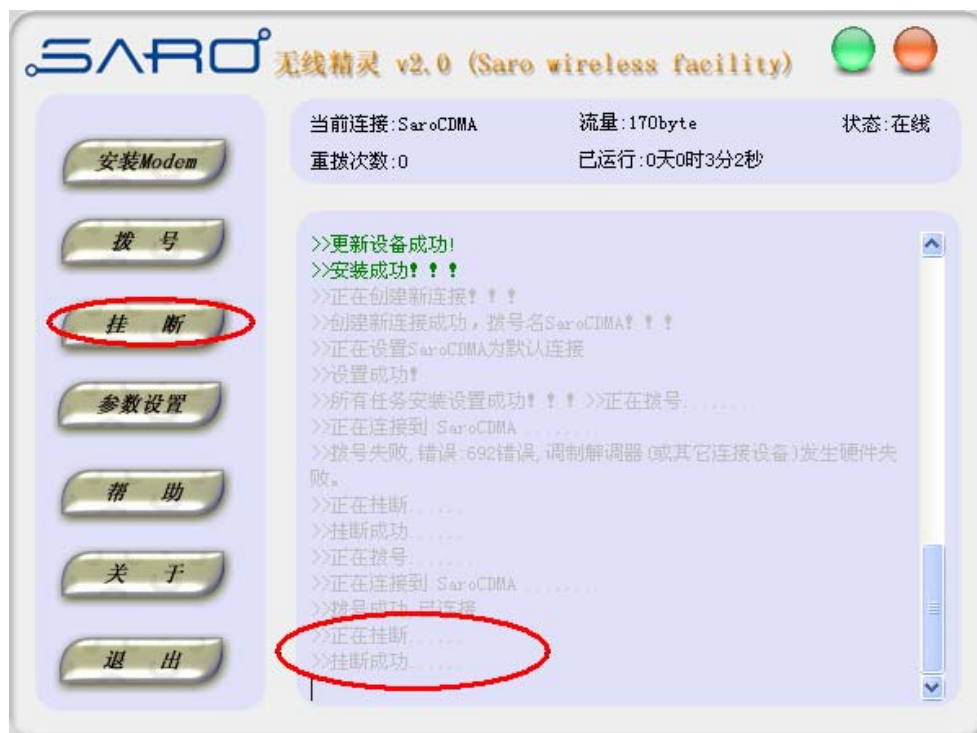 SARO 无线精灵 v2.0 (Saro wireless facility)
当前连接:SaroCDMA 流量:170byte 状态:在线
重拨次数:0 已运行:0天0时3分2秒
安装Modem
拨 号
挂 断
参数设置
帮 助
关 于
退 出
>>更新设备成功!
>>安装成功!!!
>>正在创建新连接!!!
>>创建新连接成功,拨号名SaroCDMA!!!
>>正在设置SaroCDMA为默认连接
>>设置成功!
>>所有任务安装设置成功!!!>>正在拨号........
>>正在连接到 SaroCDMA ........
>>拨号失败,错误:692错误,调制解调器(或其它连接设备)发生硬件失
败。
>>正在挂断......
>>挂断成功......
>>正在拨号........
>>正在连接到 SaroCDMA ........
>>拨号成功,已连接
>>正在挂断......
>>挂断成功......